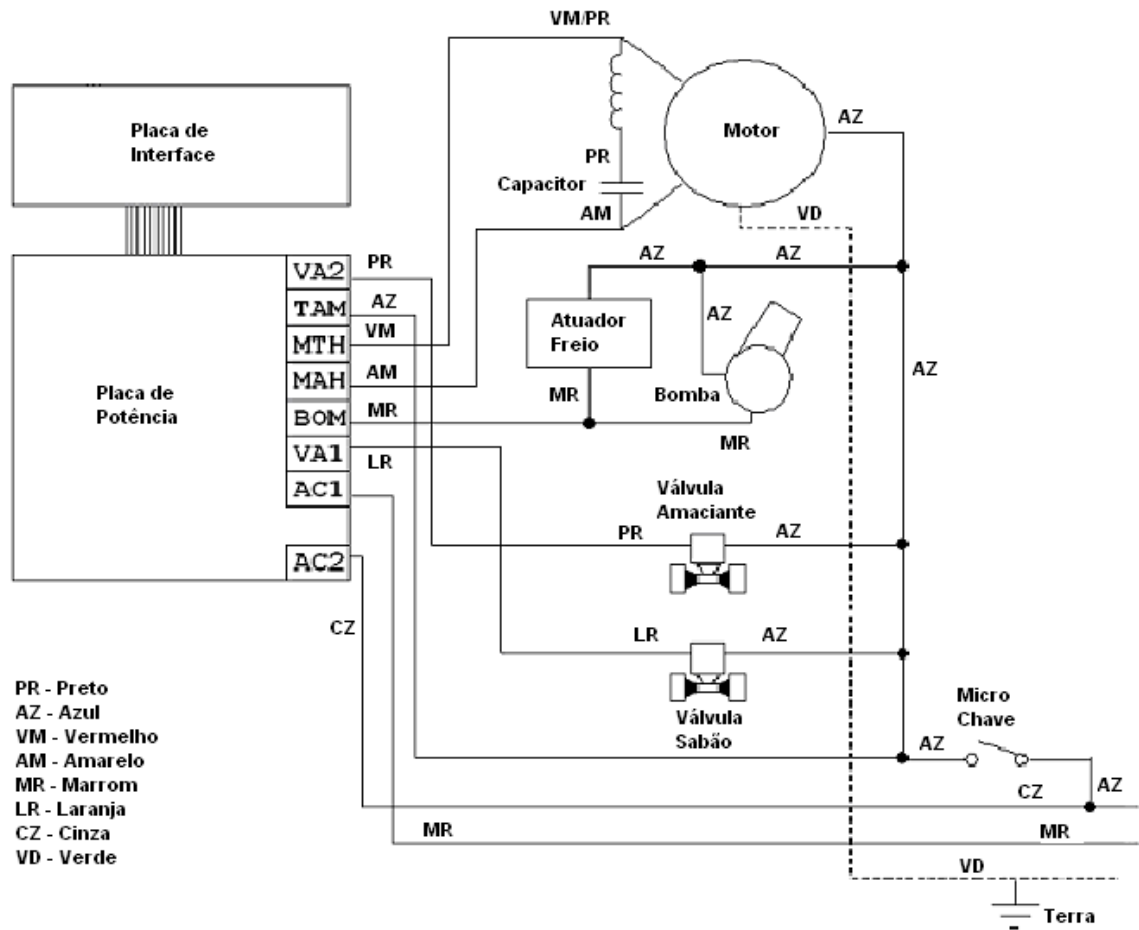 VM/PR
Placa de
Interface
Motor
AZ
PR
Capacitor
AM
VD
VA2
PR
AZ
AZ
TAM
AZ
MTH
VM
Atuador
Freio
AZ
MAH
AM
AZ
Placa de
Potência
BOM
MR
MR
Bomba
MR
VA1
LR
AC1
Válvula
Amaciante
PR
AZ
AC2
CZ
LR
AZ
Válvula
Sabão
Micro
Chave
AZ
CZ
AZ
MR
MR
VD
Terra
PR - Preto
AZ - Azul
VM - Vermelho
AM - Amarelo
MR - Marrom
LR - Laranja
CZ - Cinza
VD - Verde